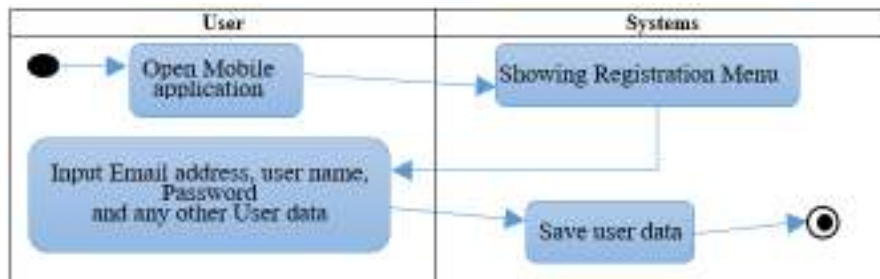 User
Systems
Open Mobile
application
Showing Registration Menu
Input Email address, user name,
Password
and any other User data
Save user data